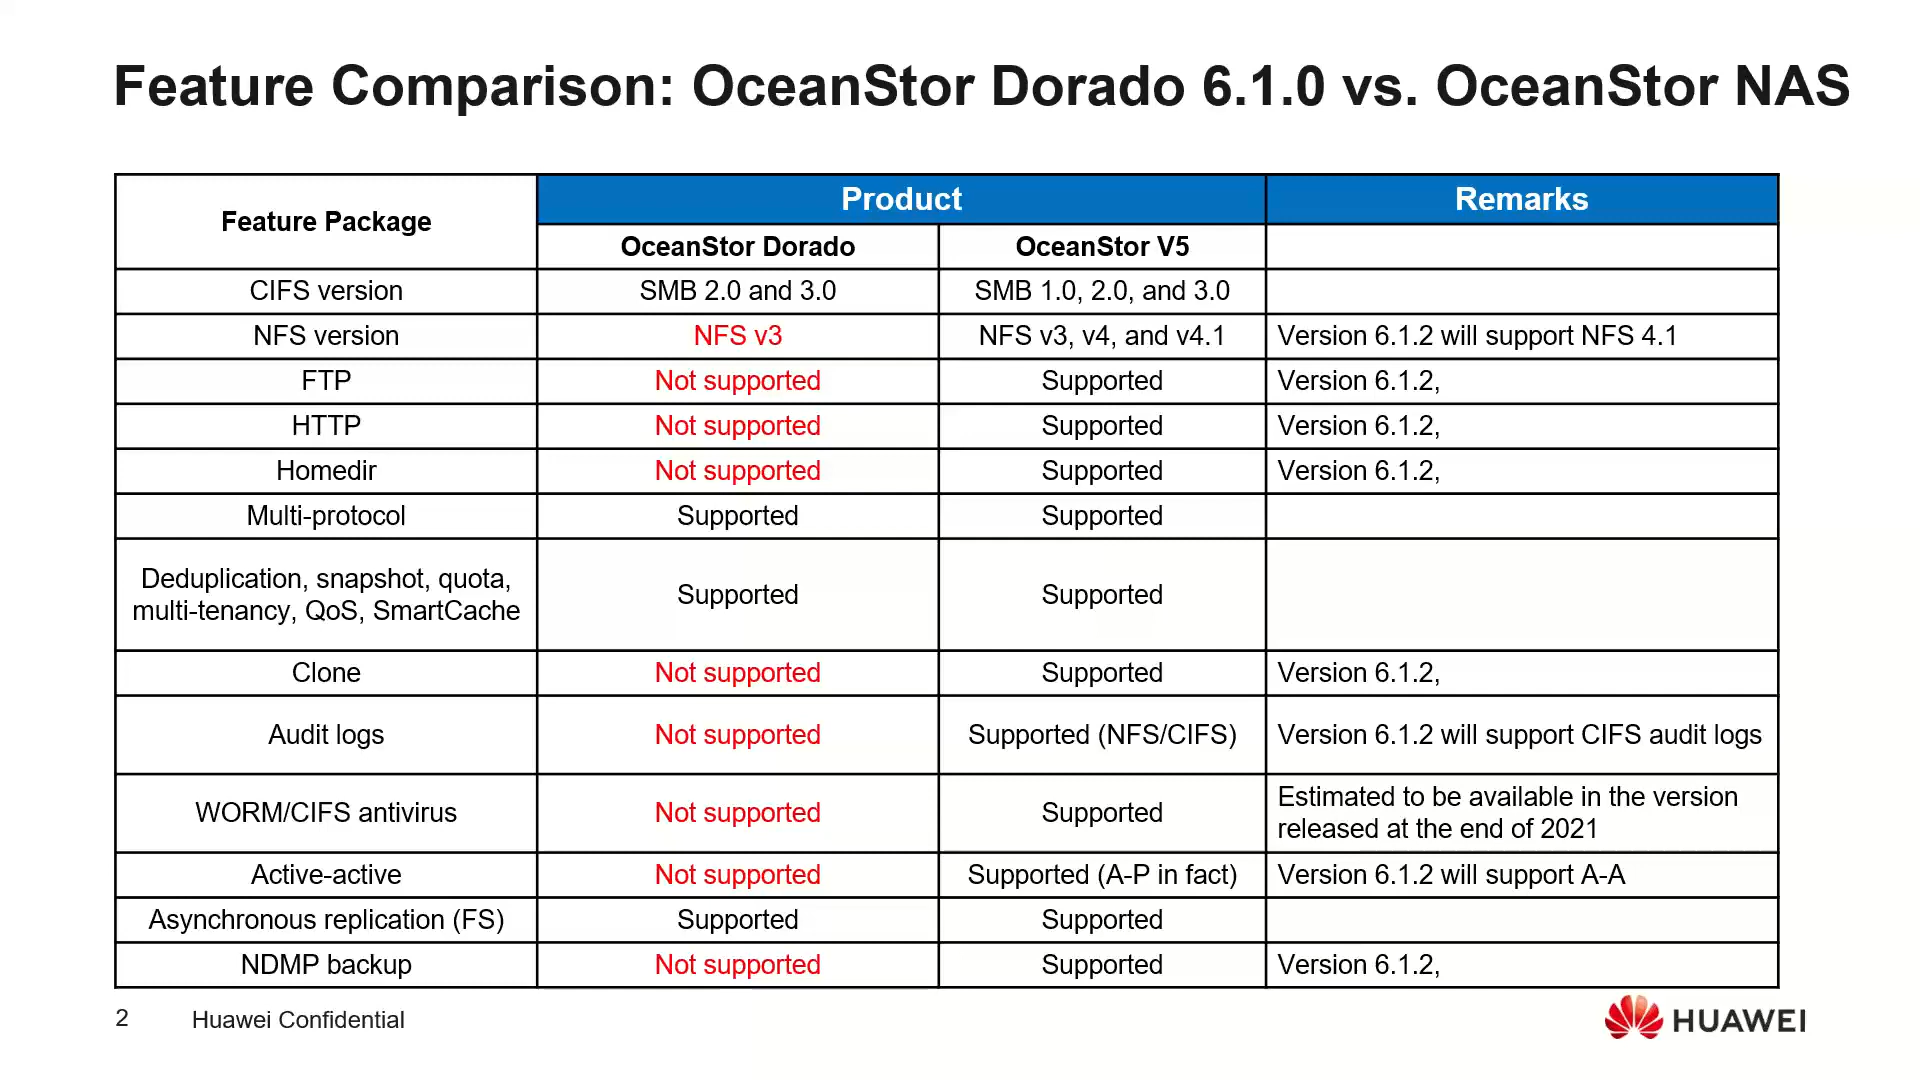 Feature Comparison: OceanStor Dorado 6.1.0 vs. OceanStor NAS
Feature Package
Product
Remarks
OceanStor Dorado
OceanStor V5
CIFS version
SMB 2.0 and 3.0
SMB 1.0, 2.0, and 3.0
NFS version
NFS v3
NFS v3, v4, and v4.1
Version 6.1.2 will support NFS 4.1
FTP
Not supported
Supported
Version 6.1.2,
HTTP
Not supported
Supported
Version 6.1.2,
Homedir
Not supported
Supported
Version 6.1.2,
Multi-protocol
Supported
Supported
Deduplication, snapshot, quota,
multi-tenancy, QoS, SmartCache
Supported
Supported
Clone
Not supported
Supported
Version 6.1.2,
Audit logs
Not supported
Supported (NFS/CIFS)
Version 6.1.2 will support CIFS audit logs
WORM/CIFS antivirus
Not supported
Supported
Estimated to be available in the version
released at the end of 2021
Active-active
Not supported
Supported (A-P in fact)
Version 6.1.2 will support A-A
Asynchronous replication (FS)
Supported
Supported
NDMP backup
Not supported
Supported
Version 6.1.2,
2
Huawei Confidential
HUAWEI